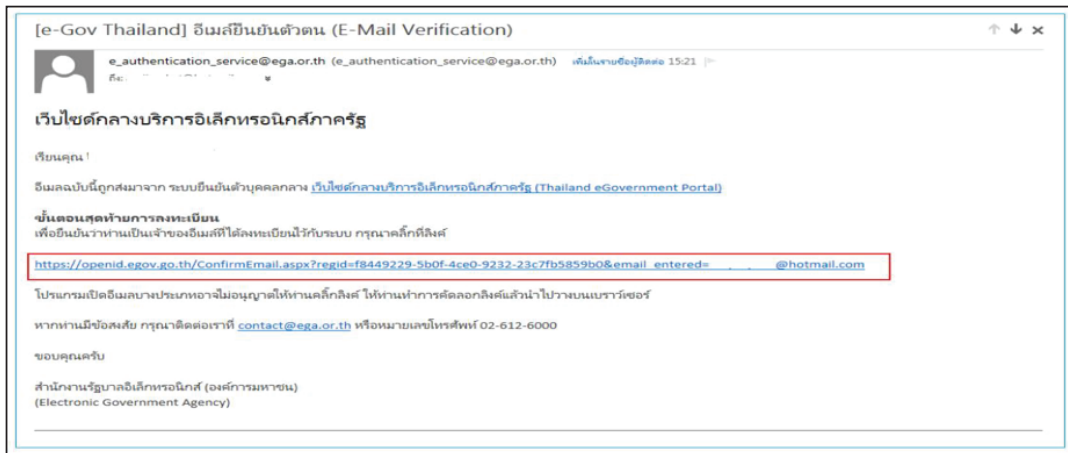 [e-Gov Thailand] อีเมล์ยืนยันตัวตน (E-Mail Verification)
e_authentication_service@ega.or.th (e_authentication_service@ega.or.th) เพิ่มในรายชื่อผู้ติดต่อ 15:21
ถึง:
เว็บไซต์กลางบริการอิเล็กทรอนิกส์ภาครัฐ
เรียนคุณ
อีเมลฉบับนี้ถูกส่งมาจาก ระบบยืนยันตัวบุคคลกลาง เว็บไซต์กลางบริการอิเล็กทรอนิกส์ภาครัฐ (Thailand eGovernment Portal)
ขั้นตอนสุดท้ายการลงทะเบียน
เพื่อยืนยันว่าท่านเป็นเจ้าของอีเมล์ที่ได้ลงทะเบียนไว้กับระบบ กรุณาคลิ๊กที่ลิงค์
https://openid.egov.go.th/ConfirmEmail.aspx?regid=f8449229-5b0f-4ce0-9232-23c7fb5859b0&email_entered= @hotmail.com
โปรแกรมเปิดอีเมลบางประเภทอาจไม่อนุญาตให้ท่านคลิ๊กลิงค์ ให้ท่านทำการคัดลอกลิงค์แล้วนำไปวางบนเบราว์เซอร์
หากท่านมีข้อสงสัย กรุณาติดต่อเราที่ contact@ega.or.th หรือหมายเลขโทรศัพท์ 02-612-6000
ขอบคุณครับ
สำนักงานรัฐบาลอิเล็กทรอนิกส์ (องค์การมหาชน)
(Electronic Government Agency)